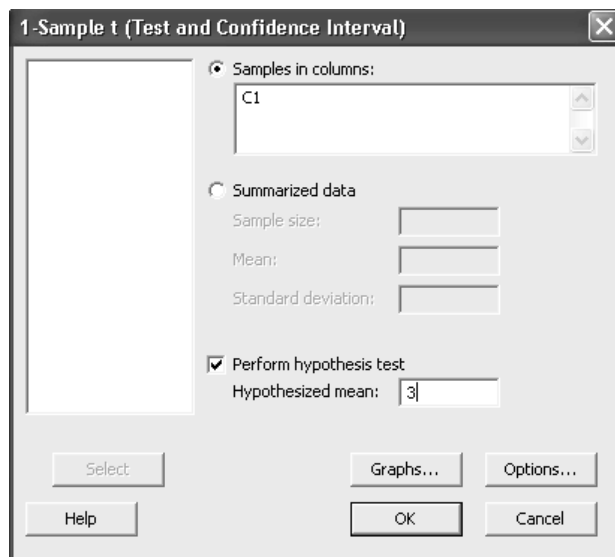 1-Sample t (Test and Confidence Interval)
Samples in columns:
C1
Summarized data
Sample size:
Mean:
Standard deviation:
Perform hypothesis test
Hypothesized mean: 3
Select
Graphs...
Options...
Help
OK
Cancel